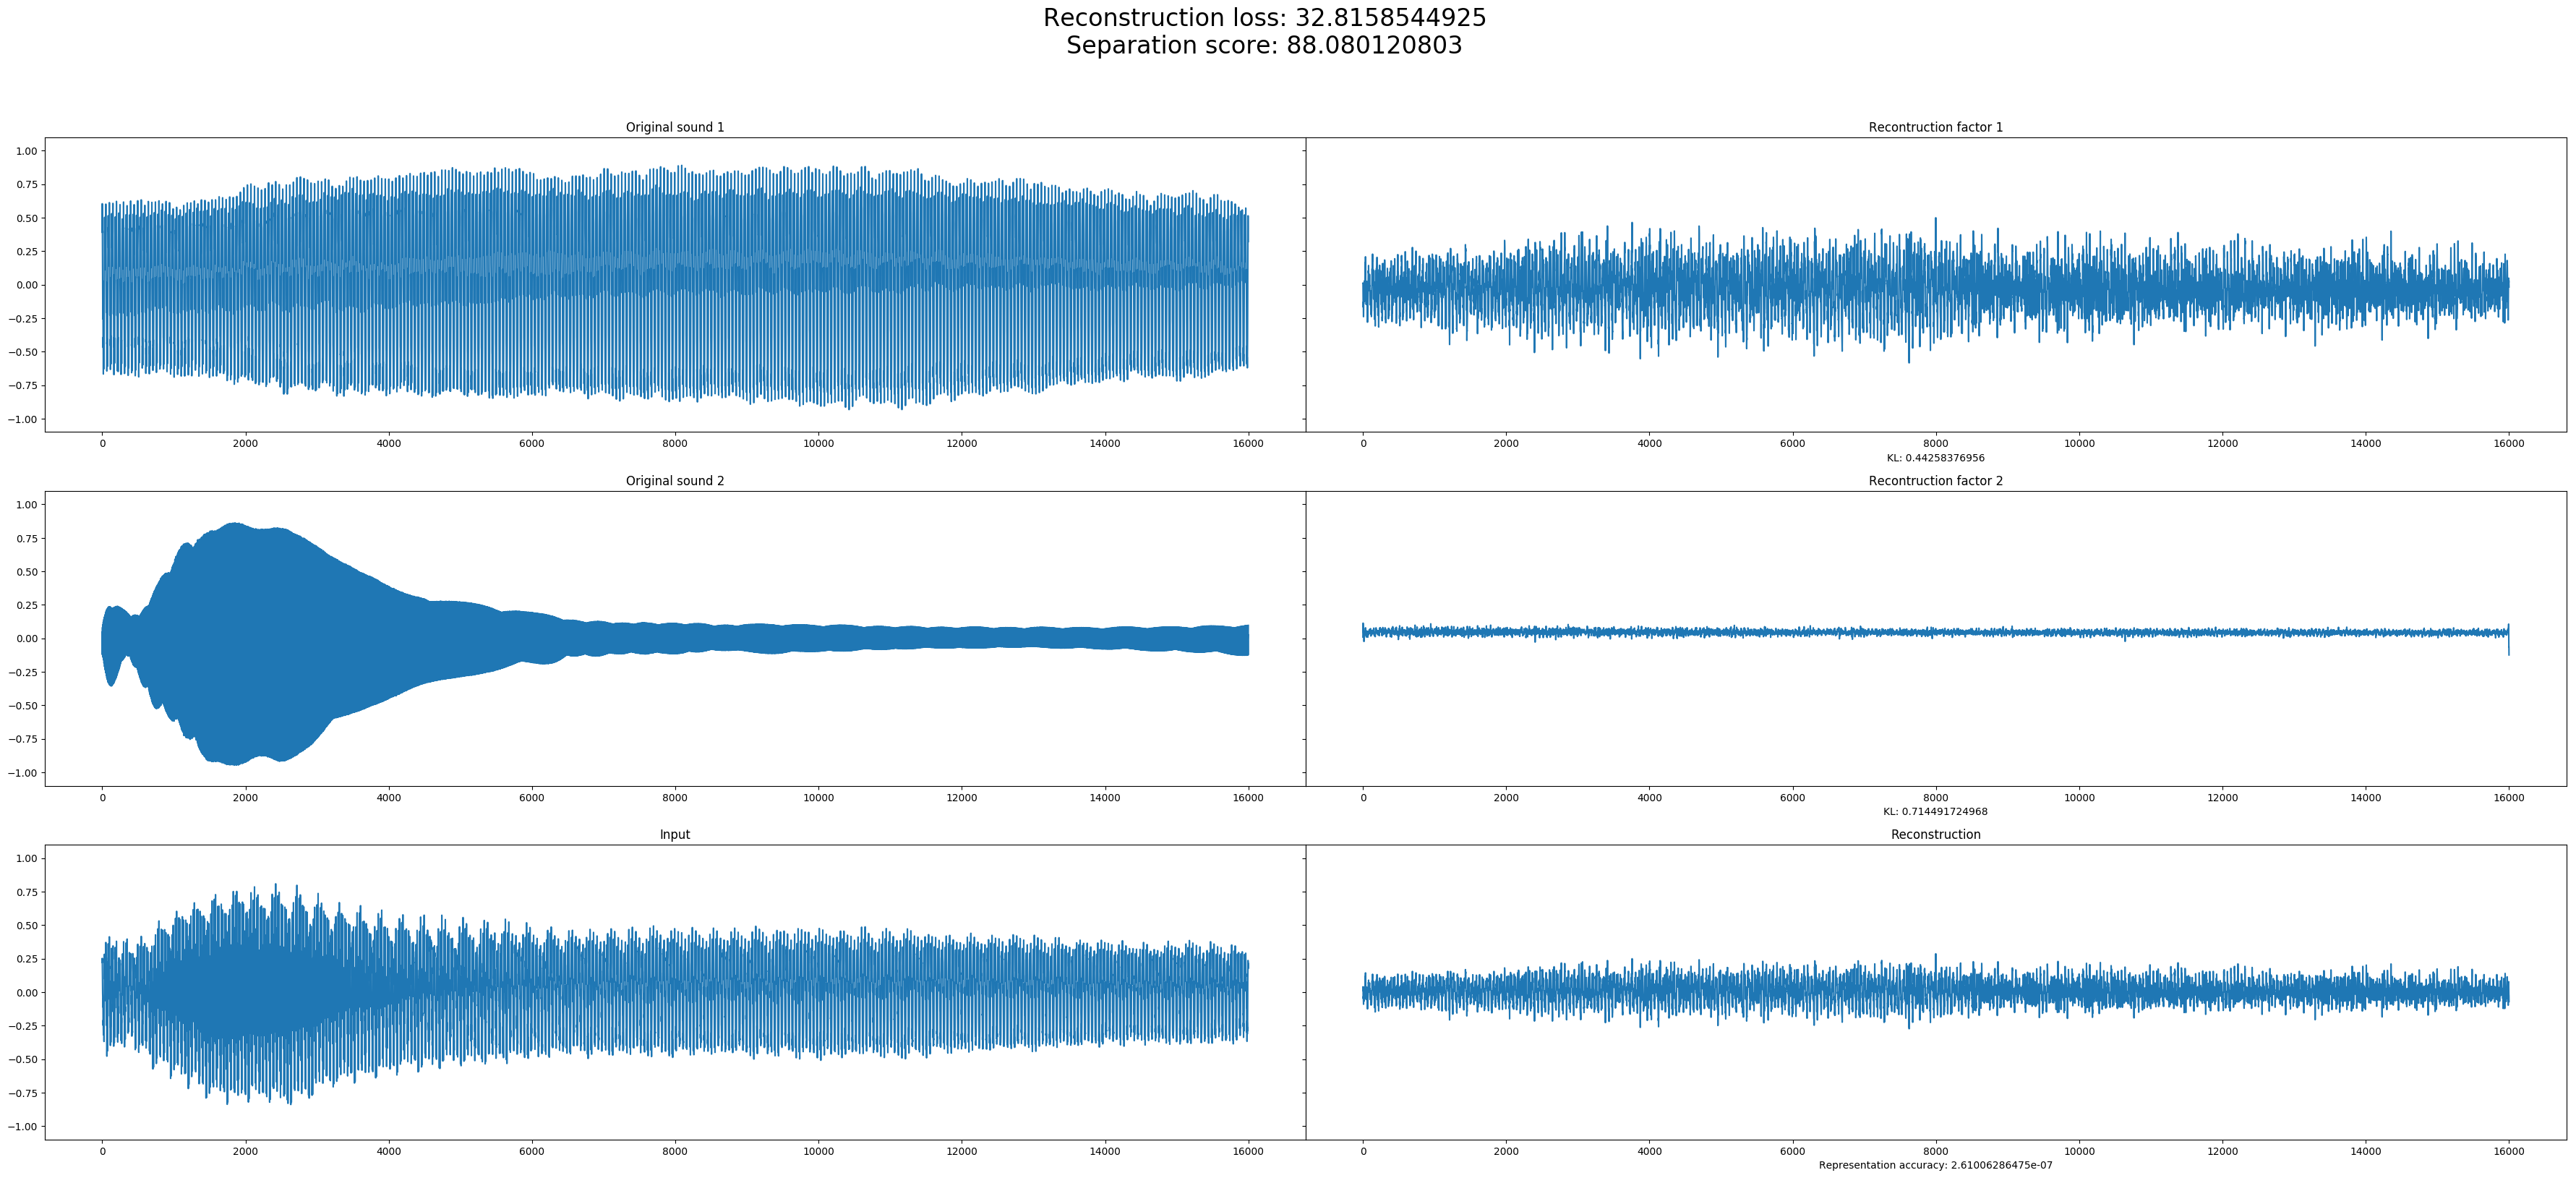 Reconstruction loss: 32.8158544925
Separation score: 88.080120803
Original sound 1
Recontruction factor 1
1.00
0.75
0.50
0.25
0.00
−0.25
−0.50
−0.75
−1.00
0 2000 4000 6000 8000 10000 12000 14000 16000
0 2000 4000 6000 8000 10000 12000 14000 16000
KL: 0.44258376956
Original sound 2
Recontruction factor 2
1.00
0.75
0.50
0.25
0.00
−0.25
−0.50
−0.75
−1.00
0 2000 4000 6000 8000 10000 12000 14000 16000
0 2000 4000 6000 8000 10000 12000 14000 16000
KL: 0.714491724968
Input
Reconstruction
1.00
0.75
0.50
0.25
0.00
−0.25
−0.50
−0.75
−1.00
0 2000 4000 6000 8000 10000 12000 14000 16000
0 2000 4000 6000 8000 10000 12000 14000 16000
Representation accuracy: 2.61006286475e-07